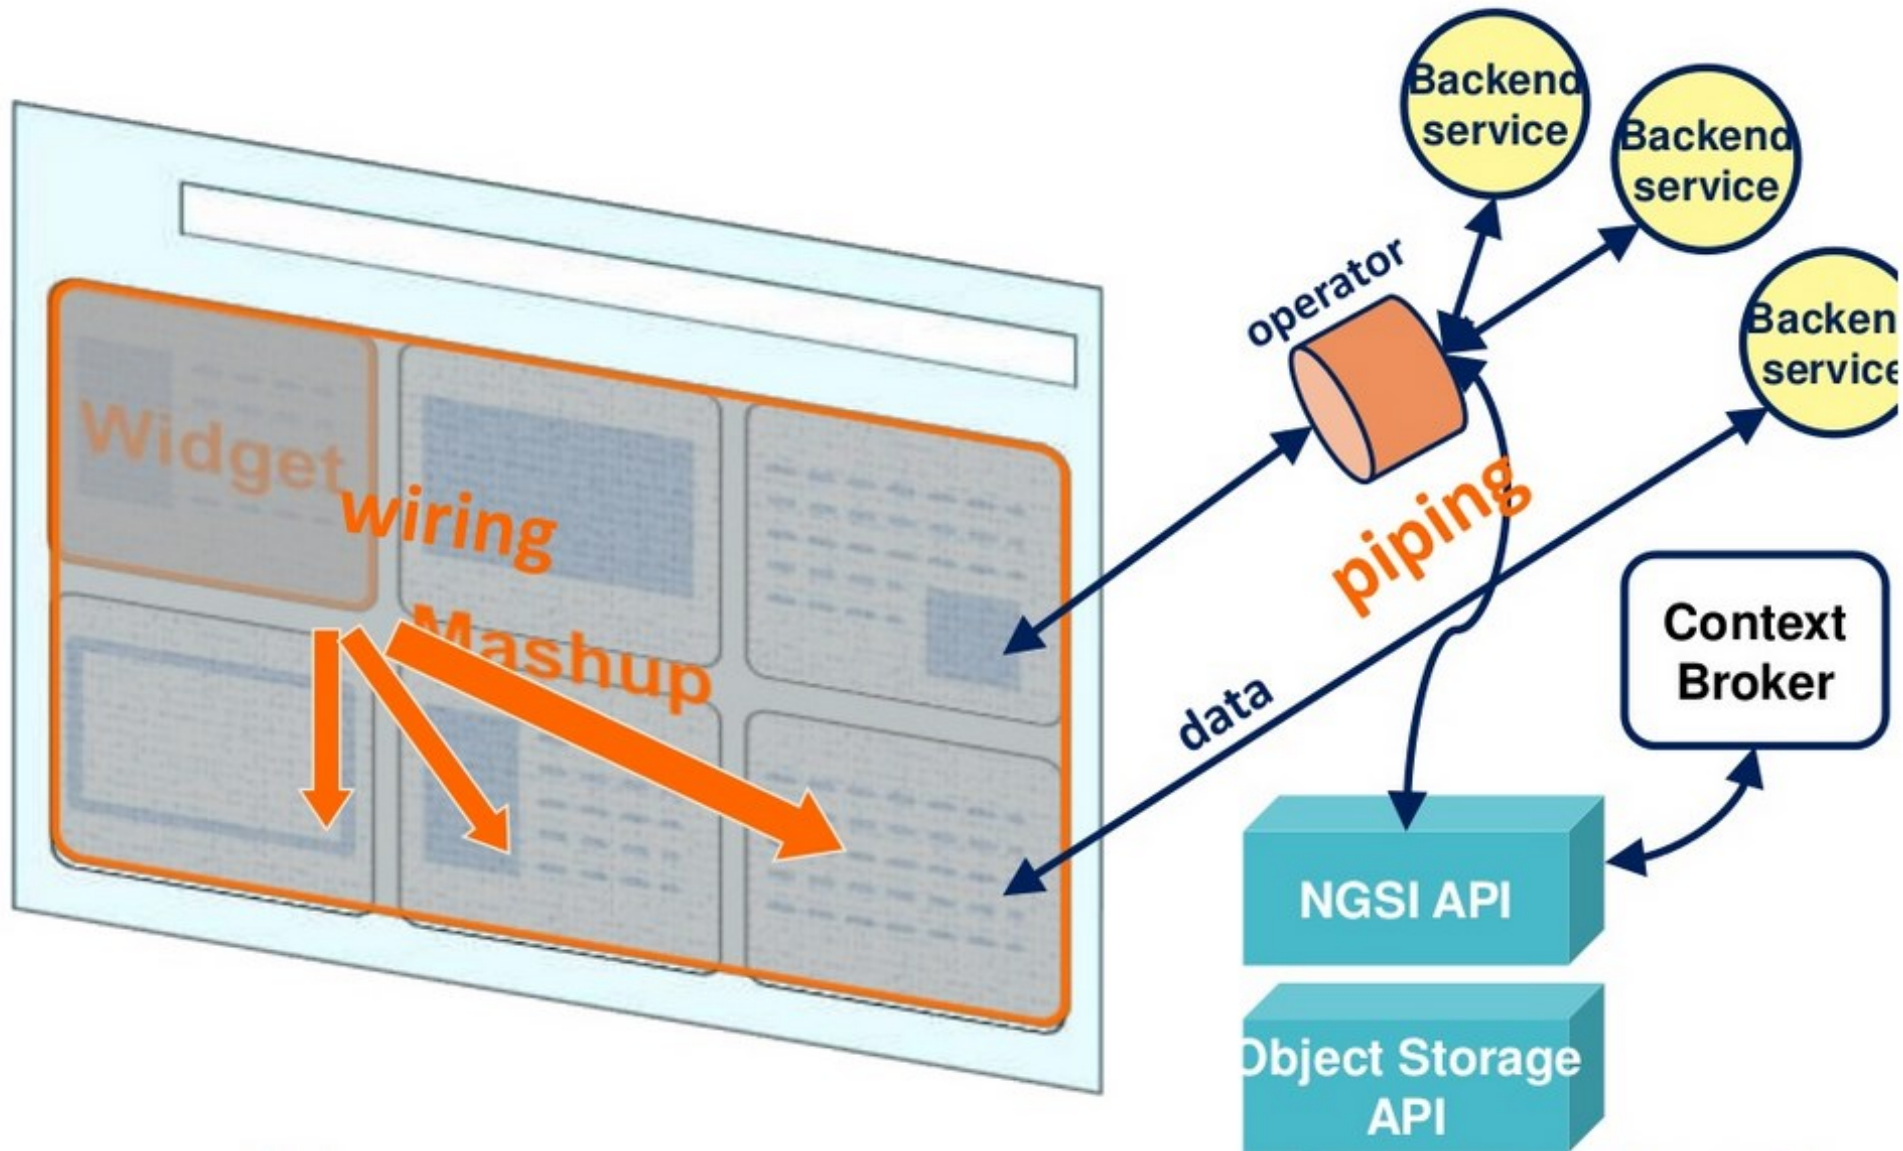 Backend
service
Backend
service
operator
Backen
service
Widget
wiring
piping
Mashup
data
Context
Broker
NGSI API
Object Storage
API